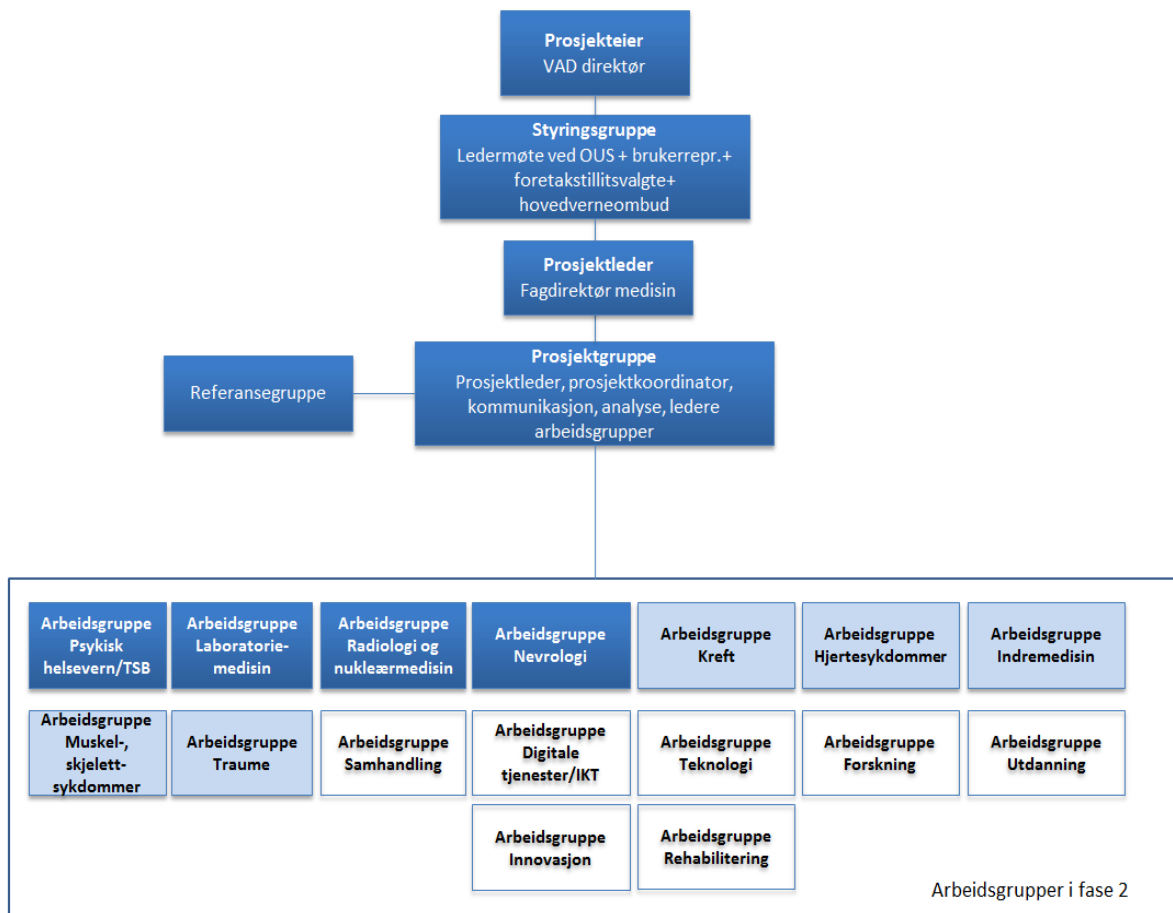 Prosjekteier
VAD direktør
Styringsgruppe
Ledermøte ved OUS + brukerrepr.+
foretakstillitsvalgte+
hovedverneombud
Prosjektleder
Fagdirektør medisin
Referansegruppe
Prosjektgruppe
Prosjektleder, prosjektkoordinator,
kommunikasjon, analyse, ledere
arbeidsgrupper
Arbeidsgruppe
Psykisk
helsevern/TSB
Arbeidsgruppe
Laboratorie-
medisin
Arbeidsgruppe
Radiologi og
nukleærmedisin
Arbeidsgruppe
Nevrologi
Arbeidsgruppe
Kreft
Arbeidsgruppe
Hjertesykdommer
Arbeidsgruppe
Indremedisin
Arbeidsgruppe
Muskel-,
skjelett-
sykdommer
Arbeidsgruppe
Traume
Arbeidsgruppe
Samhandling
Arbeidsgruppe
Digitale
tjenester/IKT
Arbeidsgruppe
Teknologi
Arbeidsgruppe
Forskning
Arbeidsgruppe
Utdanning
Arbeidsgruppe
Innovasjon
Arbeidsgruppe
Rehabilitering
Arbeidsgrupper i fase 2